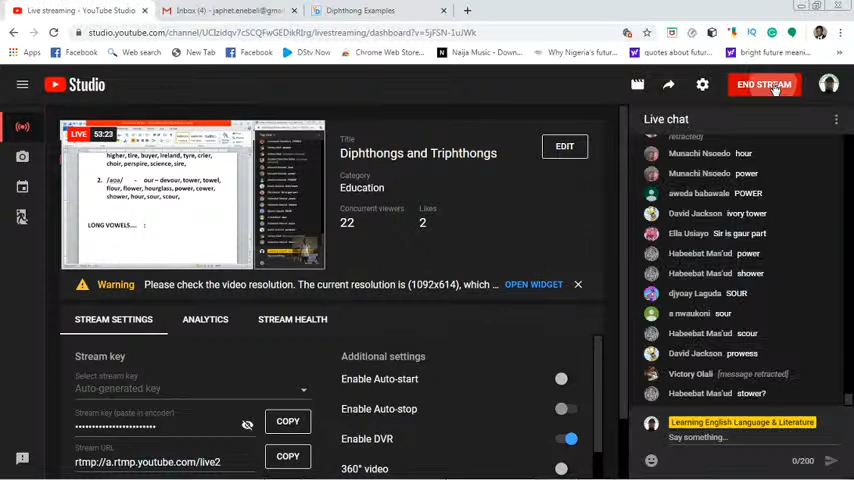 Live streaming - YouTube Studio
Inbox (4) - japhet.enebeli@gmai
Diphthong Examples
studio.youtube.com/channel/UCIzidqv7cSCQFwGEDikRIrg/livestreaming/dashboard?v=5jFSN-1uJWk
Apps
Facebook
Web search
New Tab
Facebook
DStv Now
Chrome Web Store...
Naija Music - Down...
Why Nigeria's futur...
quotes about futur...
bright future meani...
Studio
END STREAM
LIVE 53:23
higher, tire, buyer, ireland, tyre, crier,
choir, perspire, science, sire,
2. /aʊə/ - our – devour, tower, towel,
flour, flower, hourglass, power, cower,
shower, hour, sour, scour,
LONG VOWELS.... :
Title
Diphthongs and Triphthongs
EDIT
Category
Education
Concurrent viewers
Likes
22
2
Warning Please check the video resolution. The current resolution is (1092x614), which ...
OPEN WIDGET
STREAM SETTINGS
ANALYTICS
STREAM HEALTH
Stream key
Select stream key
Auto-generated key
Stream key (paste in encoder)
COPY
Stream URL
rtmp://a.rtmp.youtube.com/live2
COPY
Additional settings
Enable Auto-start
Enable Auto-stop
Enable DVR
360° video
Live chat
retracted]
Munachi Nsoedo hour
Munachi Nsoedo power
aweda babawale POWER
David Jackson ivory tower
Ella Usiayo Sir is gaur part
Habeebat Mas'ud power
Habeebat Mas'ud shower
djyoay Laguda SOUR
a nwaukoni sour
Habeebat Mas'ud scour
David Jackson prowess
Victory Olali [message retracted]
Habeebat Mas'ud stower?
Learning English Language & Literature
Say something...
0/200